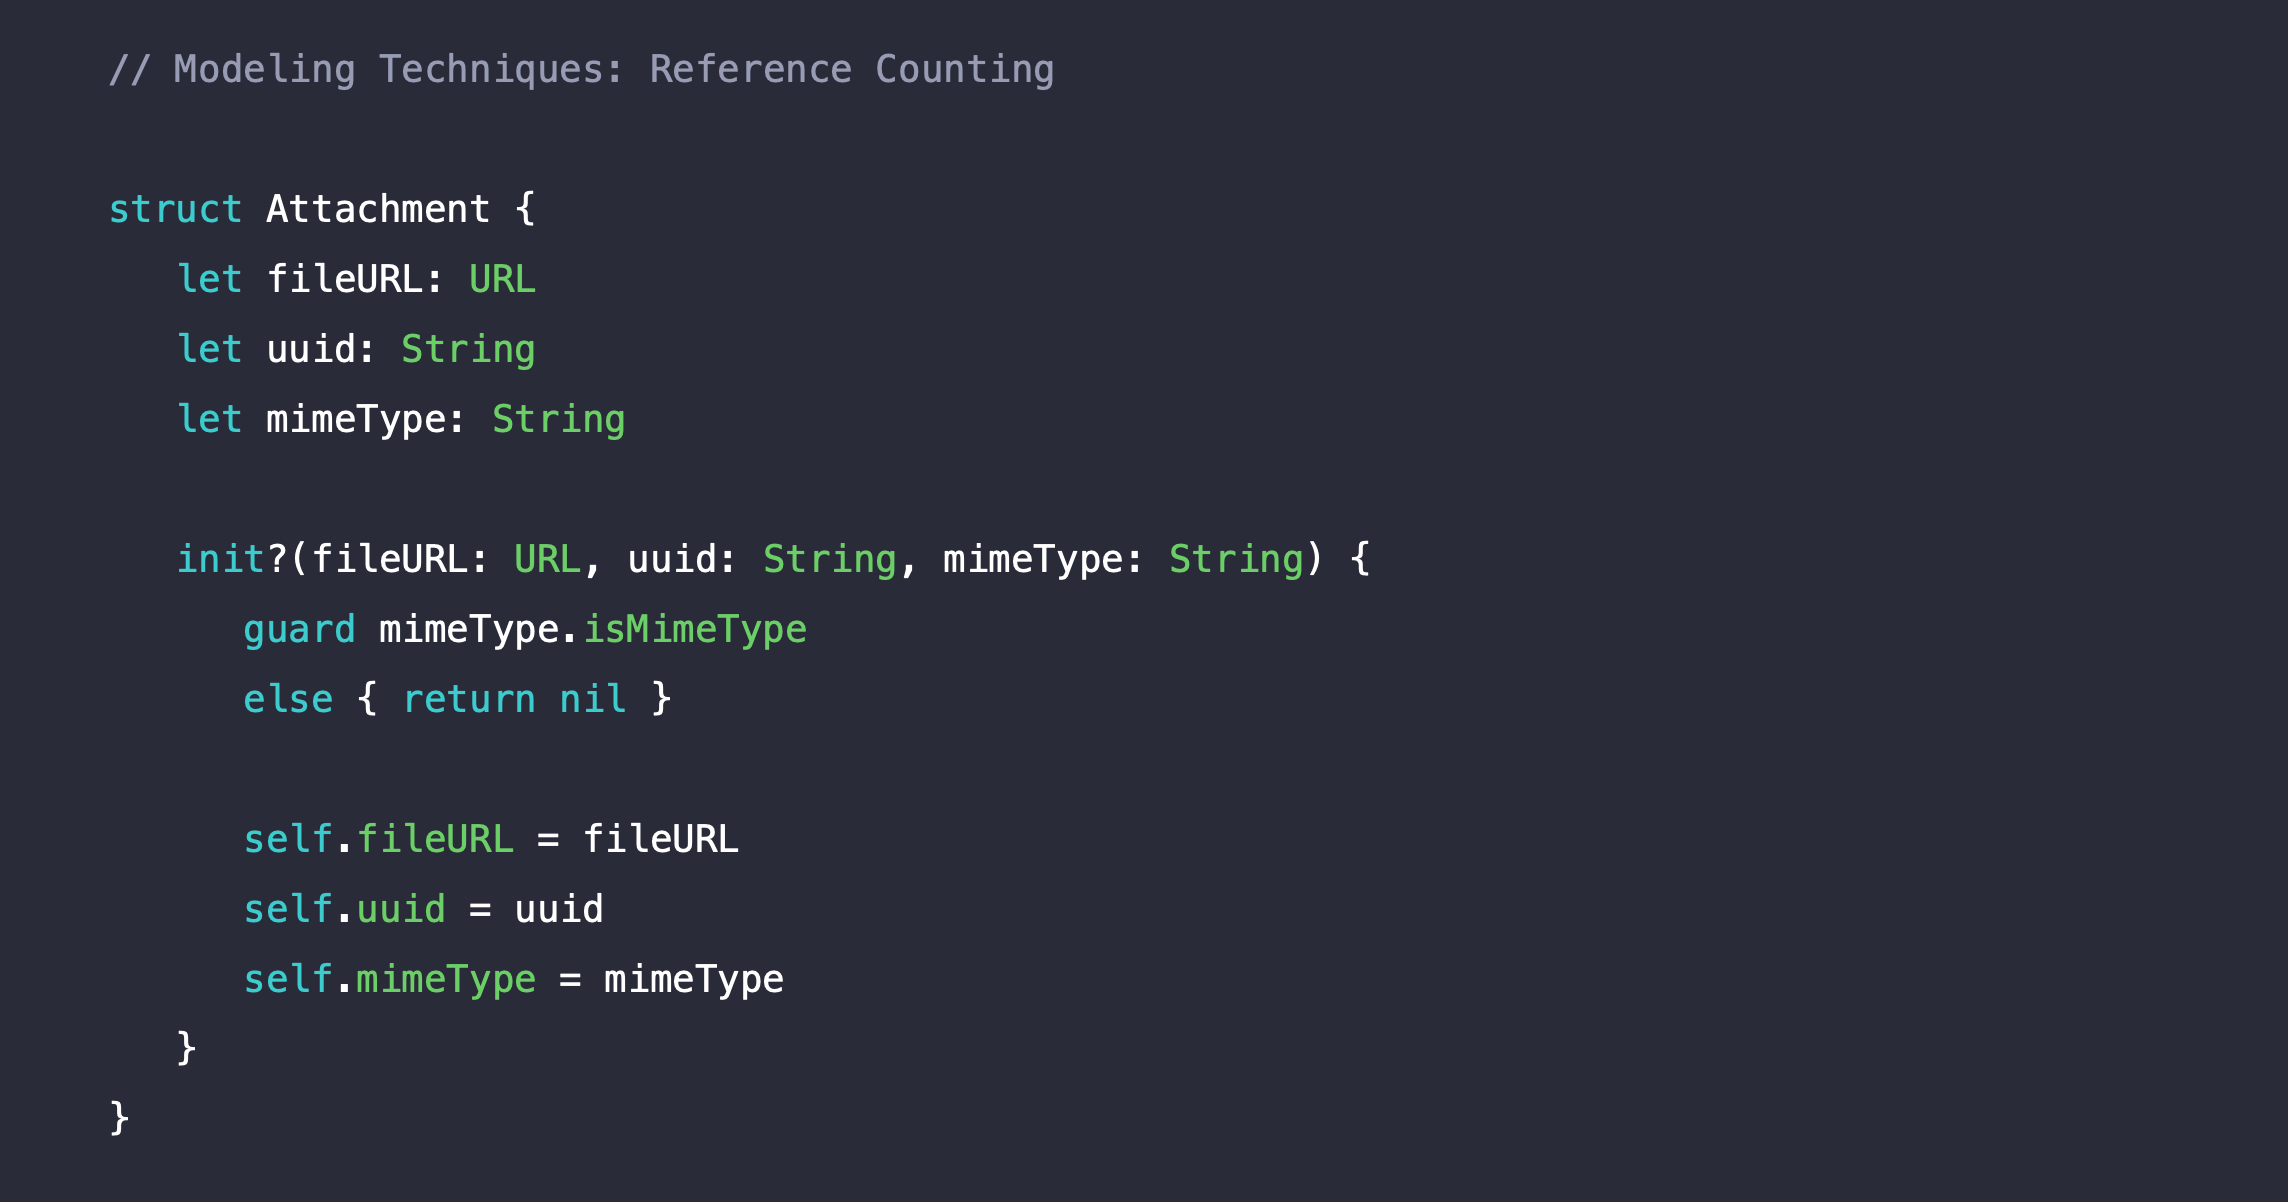 // Modeling Techniques: Reference Counting
struct Attachment {
let fileURL: URL
let uuid: String
let mimeType: String
init?(fileURL: URL, uuid: String, mimeType: String) {
guard mimeType.isMimeType
else { return nil }
self.fileURL = fileURL
self.uuid = uuid
self.mimeType = mimeType
}
}